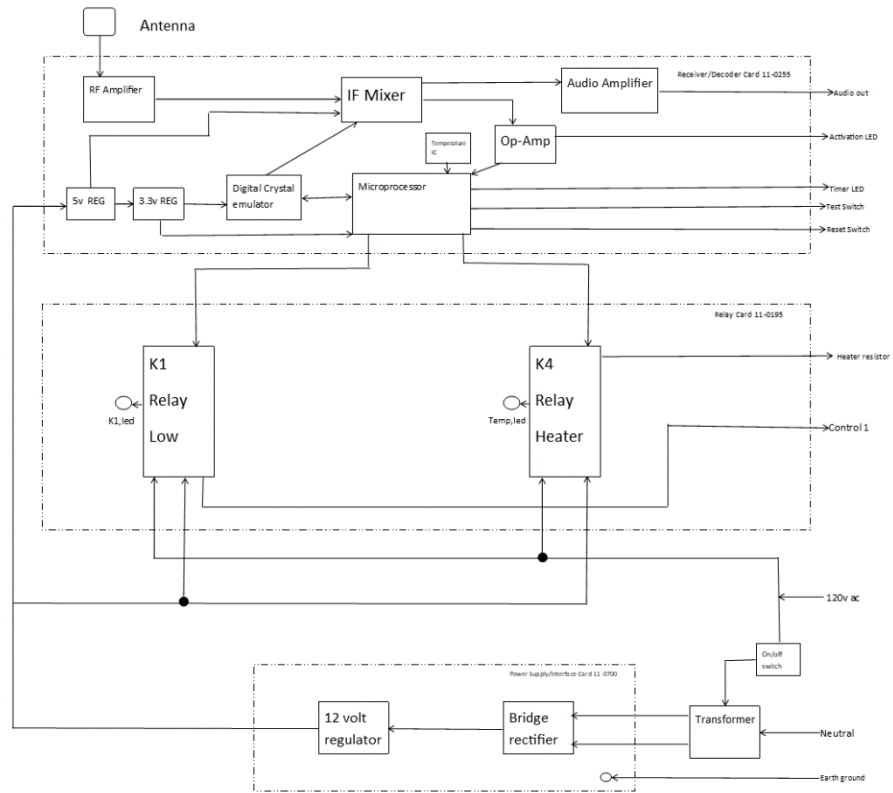 Antenna
Receiver/Decoder Card 11-0255
RF Amplifier
IF Mixer
Audio Amplifier
Audio out
Op-Amp
Activation LED
Temperature
IC
Microprocessor
Digital Crystal
emulator
5v REG
3.3v REG
Timer LED
Test Switch
Reset Switch
Relay Card 11-0195
K1
Relay
Low
K1,led
K4
Relay
Heater
Temp,led
Heater resistor
Control 1
120v ac
On/off
switch
Power Supply/Interface Card 11 0700
12 volt
regulator
Bridge
rectifier
Transformer
Neutral
Earth ground